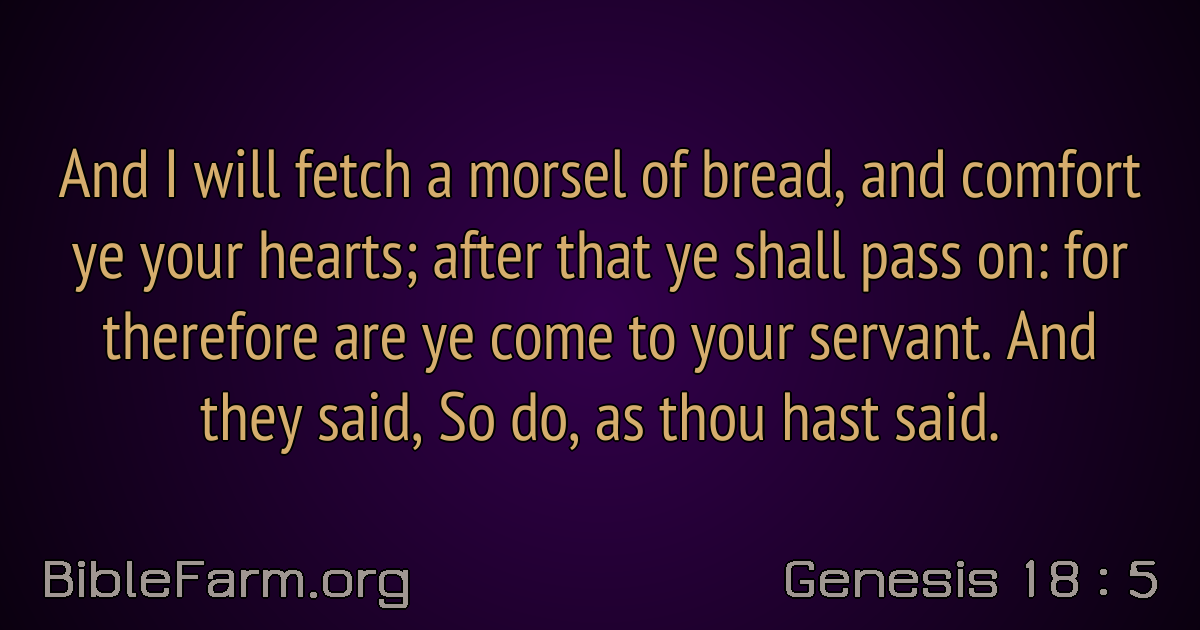 And I will fetch a morsel of bread, and comfort
ye your hearts; after that ye shall pass on: for
therefore are ye come to your servant. And
they said, So do, as thou hast said.
BibleFarm.org
Genesis 18 : 5